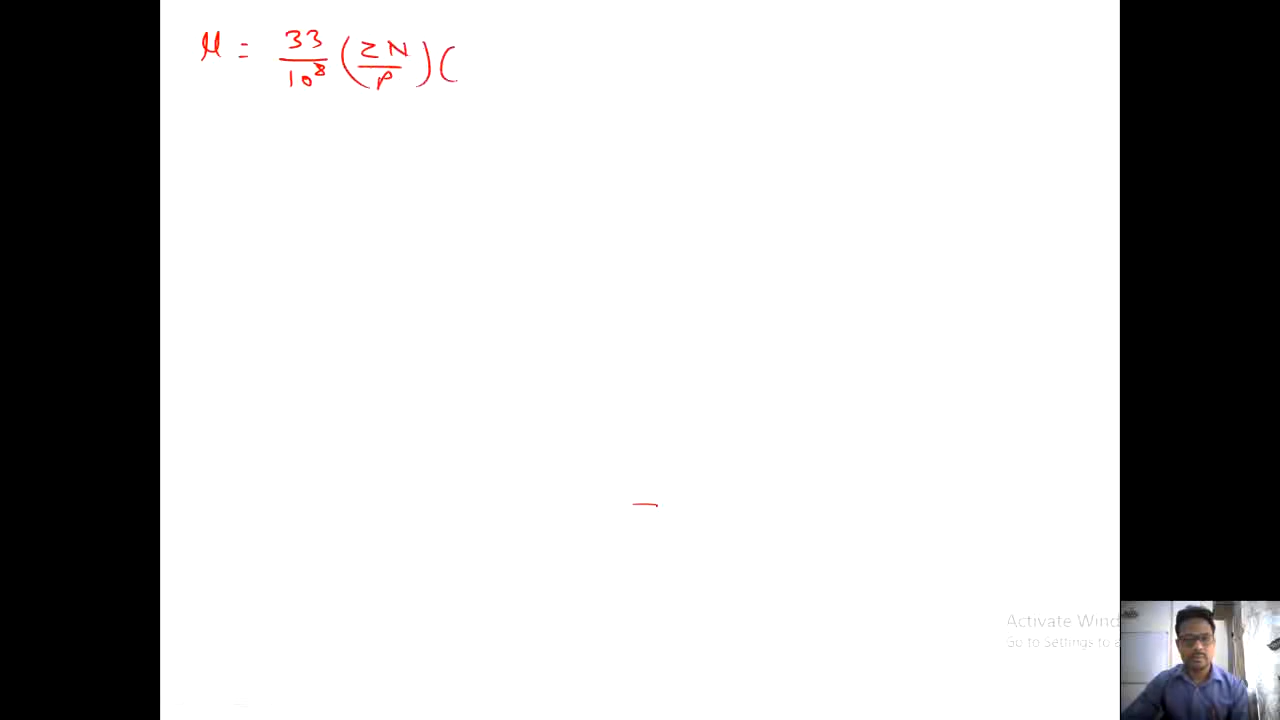 μ = 33/10^8 (ZN/P) (
Activate Wind
Go to Settings to a